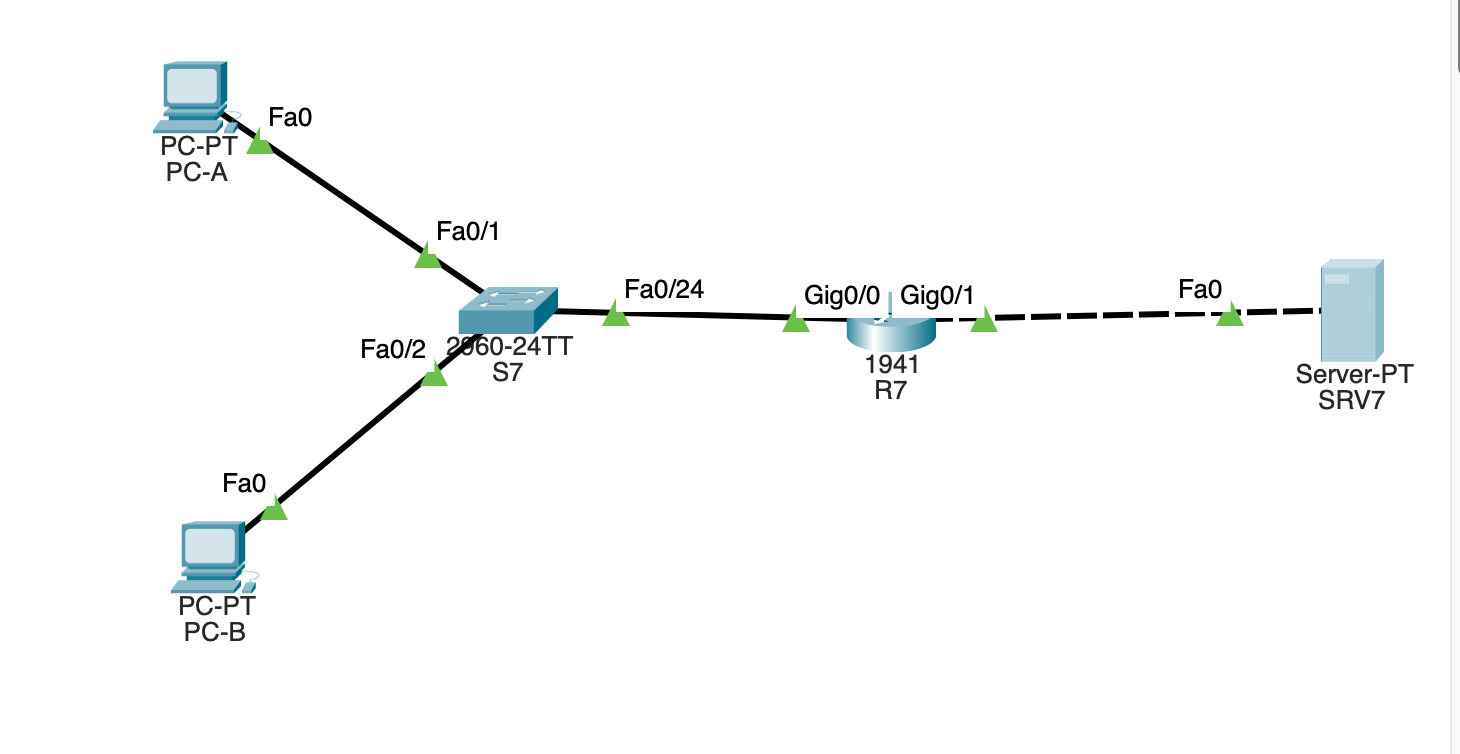 Fa0
PC-PT
PC-A
Fa0/1
Fa0/24
Gig0/0
Gig0/1
Fa0
Fa0/2
2960-24TT
S7
1941
R7
Server-PT
SRV7
Fa0
PC-PT
PC-B